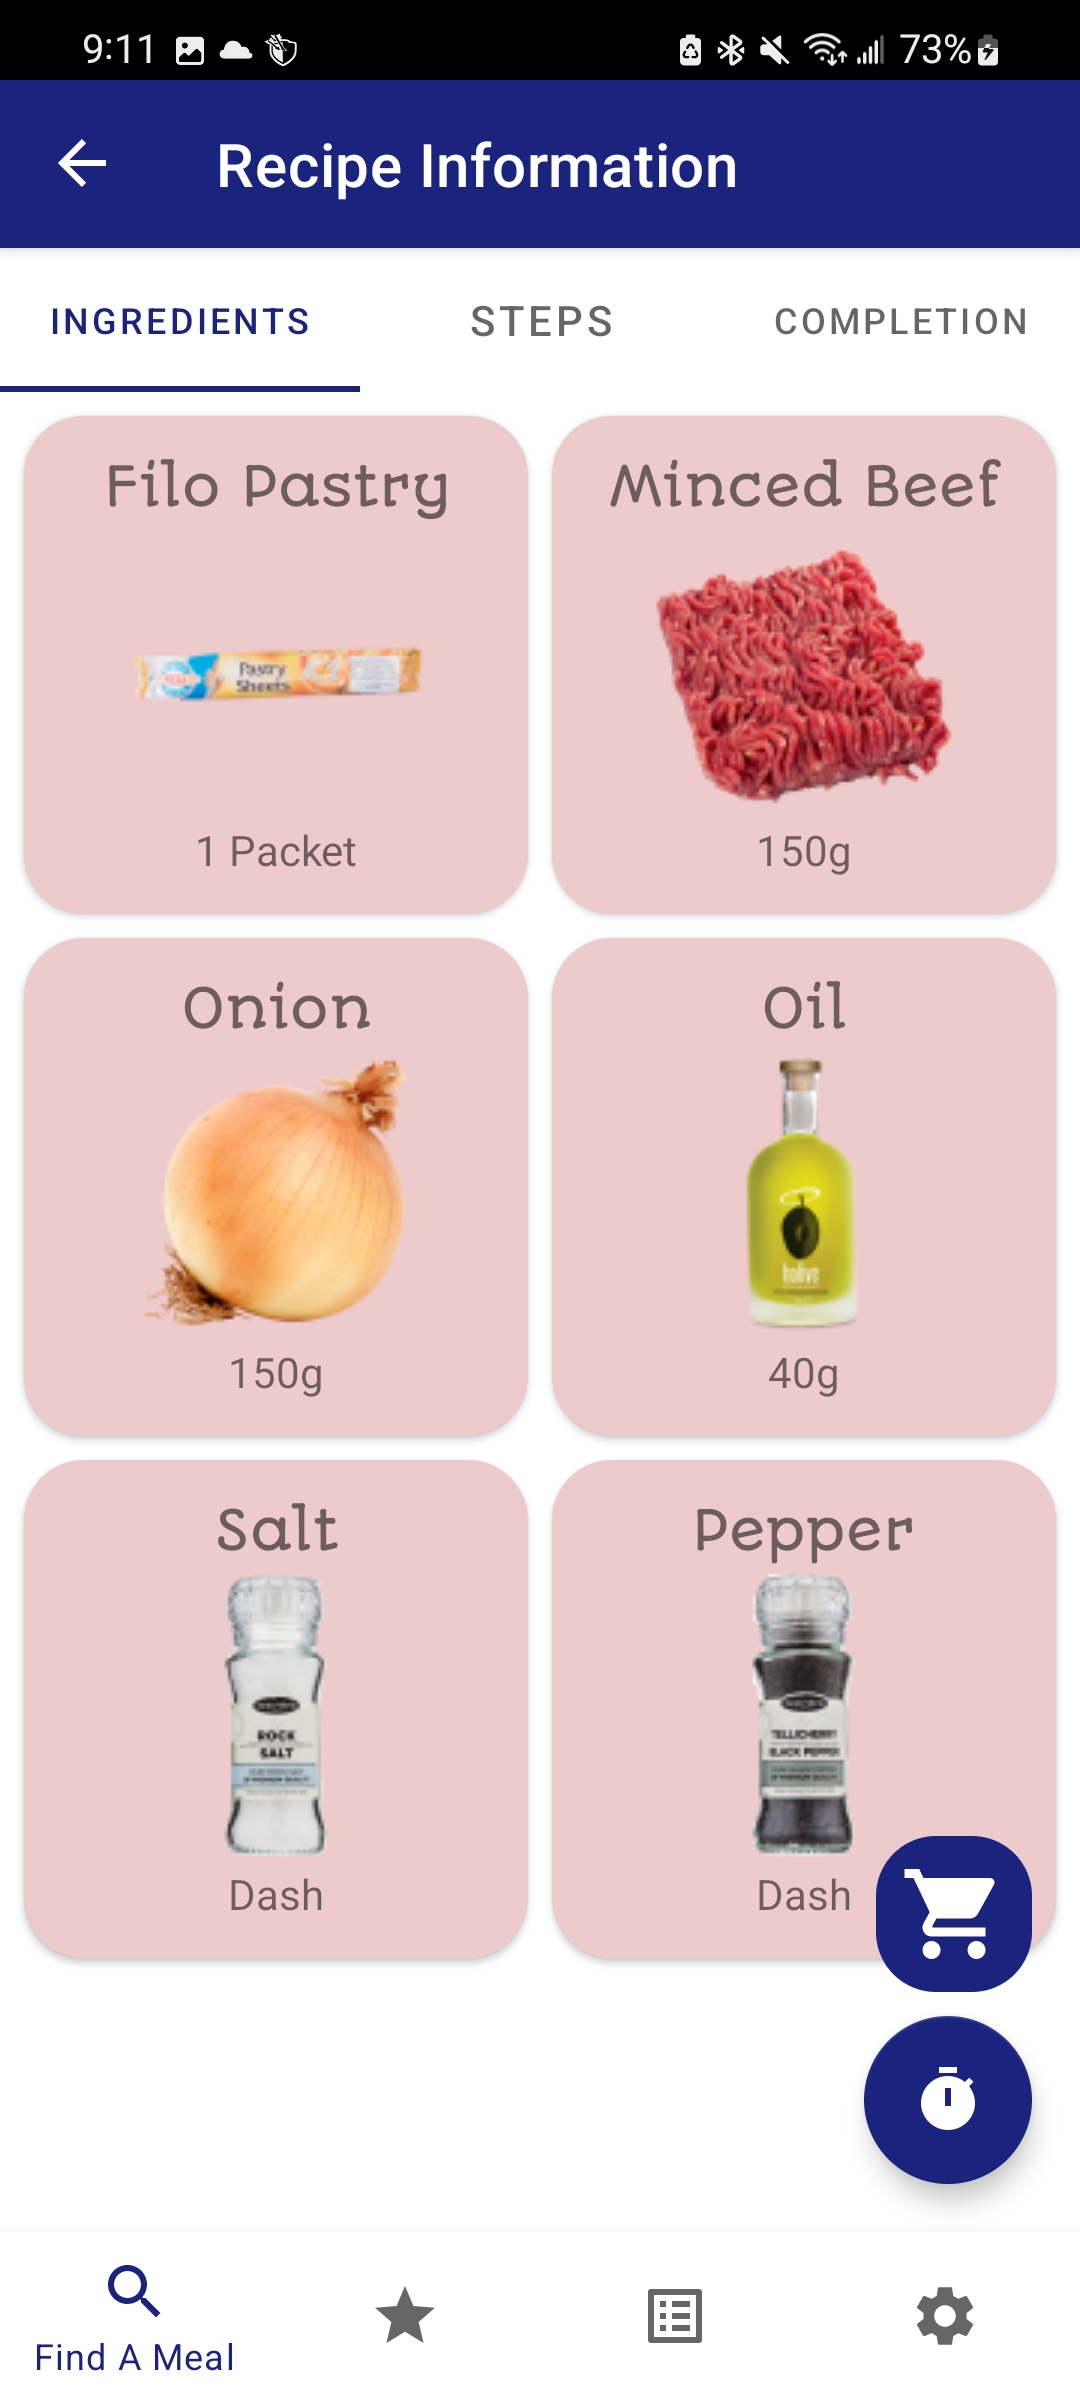 9:11 73%
Recipe Information
INGREDIENTS STEPS COMPLETION
Filo Pastry Minced Beef
Pastry
Sheets
1 Packet 150g
Onion Oil
holive
150g 40g
Salt Pepper
ROCK
SALT
TELLICHERRY
BLACK PEPPER
Dash Dash
Find A Meal